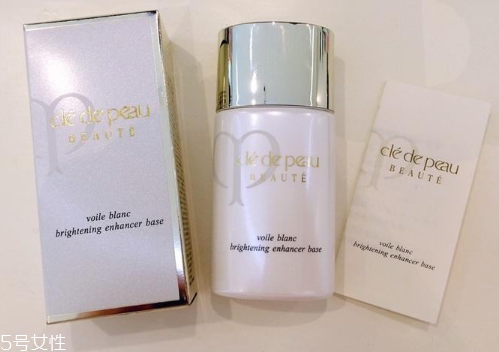 clé de peau
BEAUTÉ
voile blanc
brightening enhancer base
clé de peau
BEAUTÉ
voile blanc
brightening enhancer base
clé de peau
BEAUTÉ
voile blanc
brightening enhancer base
5号女性